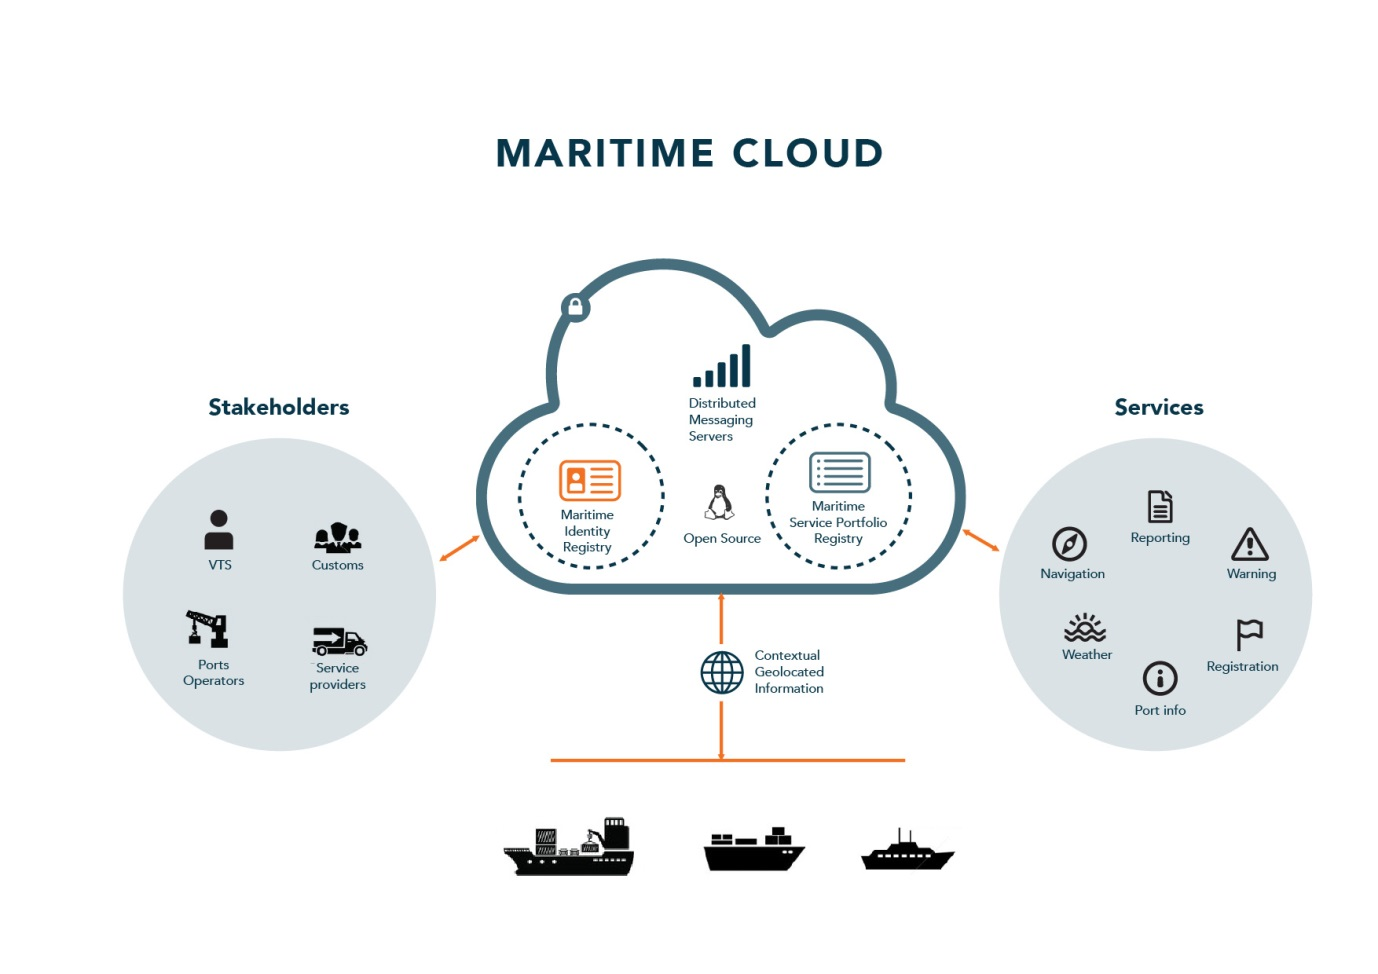 MARITIME CLOUD
Stakeholders
VTS
Customs
Ports
Operators
Service
providers
Distributed
Messaging
Servers
Maritime
Identity
Registry
Open Source
Maritime
Service Portfolio
Registry
Contextual
Geolocated
Information
Services
Reporting
Navigation
Warning
Weather
Registration
Port info